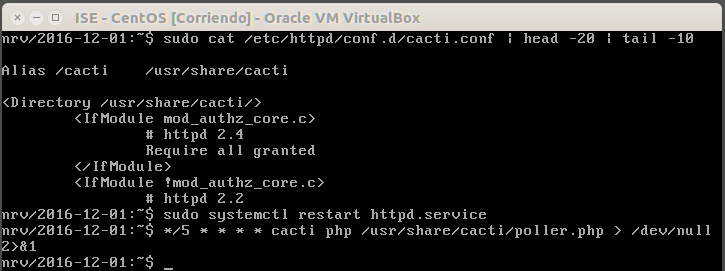 ISE - CentOS [Corriendo] - Oracle VM VirtualBox
nrv/2016-12-01:~$ sudo cat /etc/httpd/conf.d/cacti.conf | head -20 | tail -10

Alias /cacti    /usr/share/cacti

<Directory /usr/share/cacti/>
        <IfModule mod_authz_core.c>
                # httpd 2.4
                Require all granted
        </IfModule>
        <IfModule !mod_authz_core.c>
                # httpd 2.2
nrv/2016-12-01:~$ sudo systemctl restart httpd.service
nrv/2016-12-01:~$ */5 * * * * cacti php /usr/share/cacti/poller.php > /dev/null
2>&1
nrv/2016-12-01:~$ _